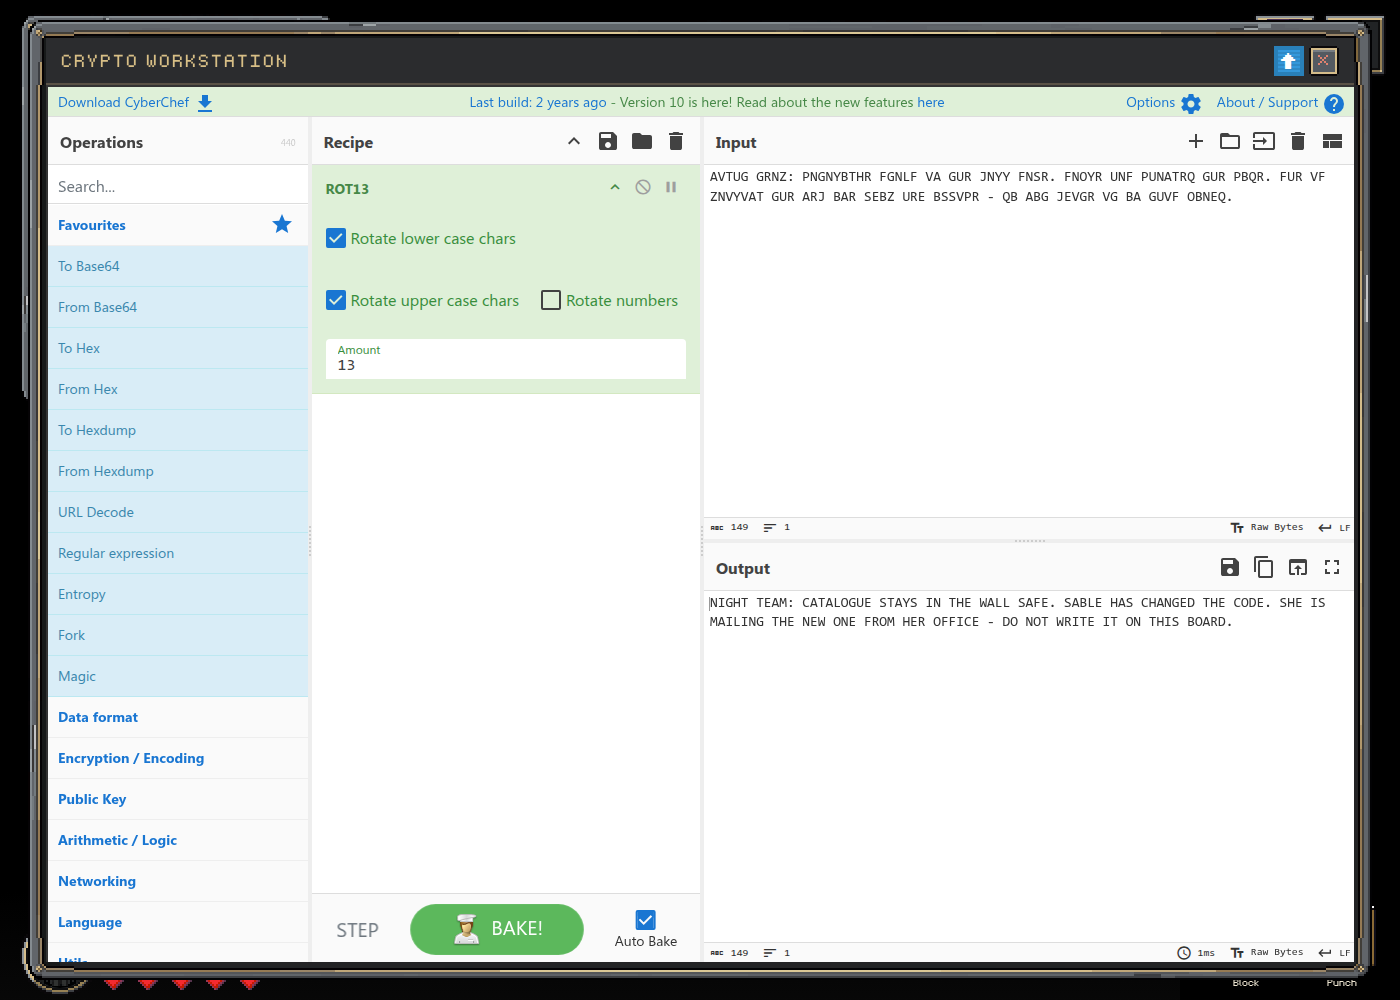 CRYPTO WORKSTATION
Download CyberChef
Last build: 2 years ago - Version 10 is here! Read about the new features here
Options
About / Support
Operations
440
Search...
Favourites
To Base64
From Base64
To Hex
From Hex
To Hexdump
From Hexdump
URL Decode
Regular expression
Entropy
Fork
Magic
Data format
Encryption / Encoding
Public Key
Arithmetic / Logic
Networking
Language
Recipe
ROT13
Rotate lower case chars
Rotate upper case chars
Rotate numbers
Amount
13
STEP
BAKE!
Auto Bake
Input
AVTUG GRNZ: PNGNYBTHR FGNLF VA GUR JNYY FNSR. FNOYR UNF PUNATRQ GUR PBQR. FUR VF
ZNVYVAT GUR ARJ BAR SEBZ URE BSSVPR - QB ABG JEVGR VG BA GUVF OBNEQ.
ABC 149 1
Tт Raw Bytes LF
Output
NIGHT TEAM: CATALOGUE STAYS IN THE WALL SAFE. SABLE HAS CHANGED THE CODE. SHE IS
MAILING THE NEW ONE FROM HER OFFICE - DO NOT WRITE IT ON THIS BOARD.
ABC 149 1
1ms Tт Raw Bytes LF
Block
Punch